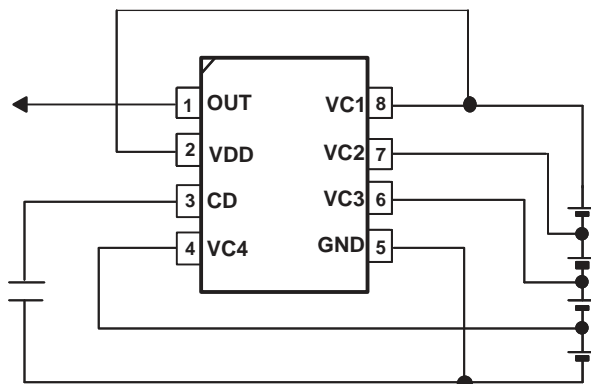 1 OUT VC1 8
2 VDD VC2 7
3 CD VC3 6
4 VC4 GND 5